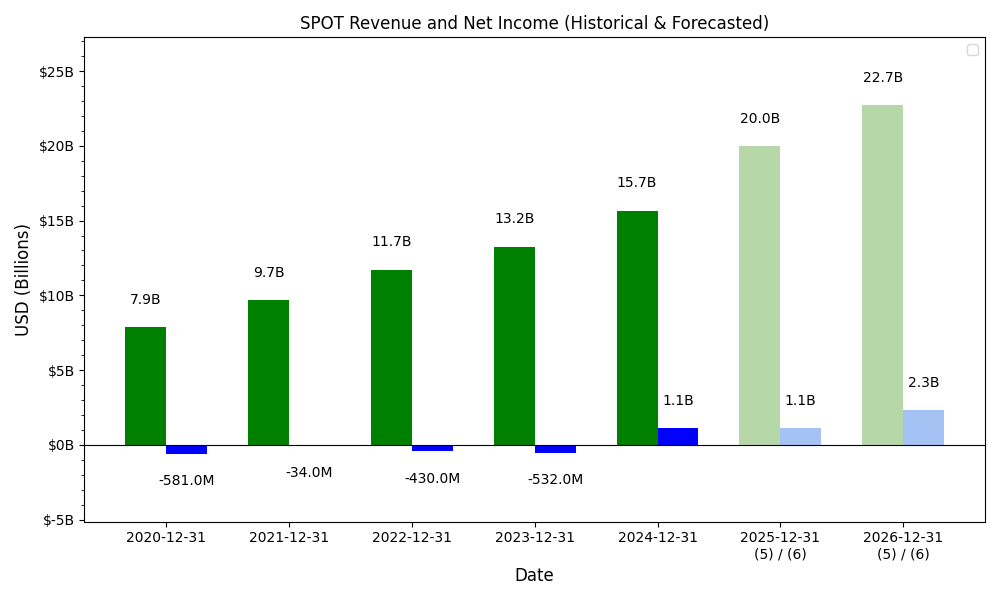 SPOT Revenue and Net Income (Historical & Forecasted)
USD (Billions)
$25B
$20B
$15B
$10B
$5B
$0B
$-5B
7.9B
9.7B
11.7B
13.2B
15.7B
20.0B
22.7B
-581.0M
-34.0M
-430.0M
-532.0M
1.1B
1.1B
2.3B
2020-12-31
2021-12-31
2022-12-31
2023-12-31
2024-12-31
2025-12-31
(5) / (6)
2026-12-31
(5) / (6)
Date